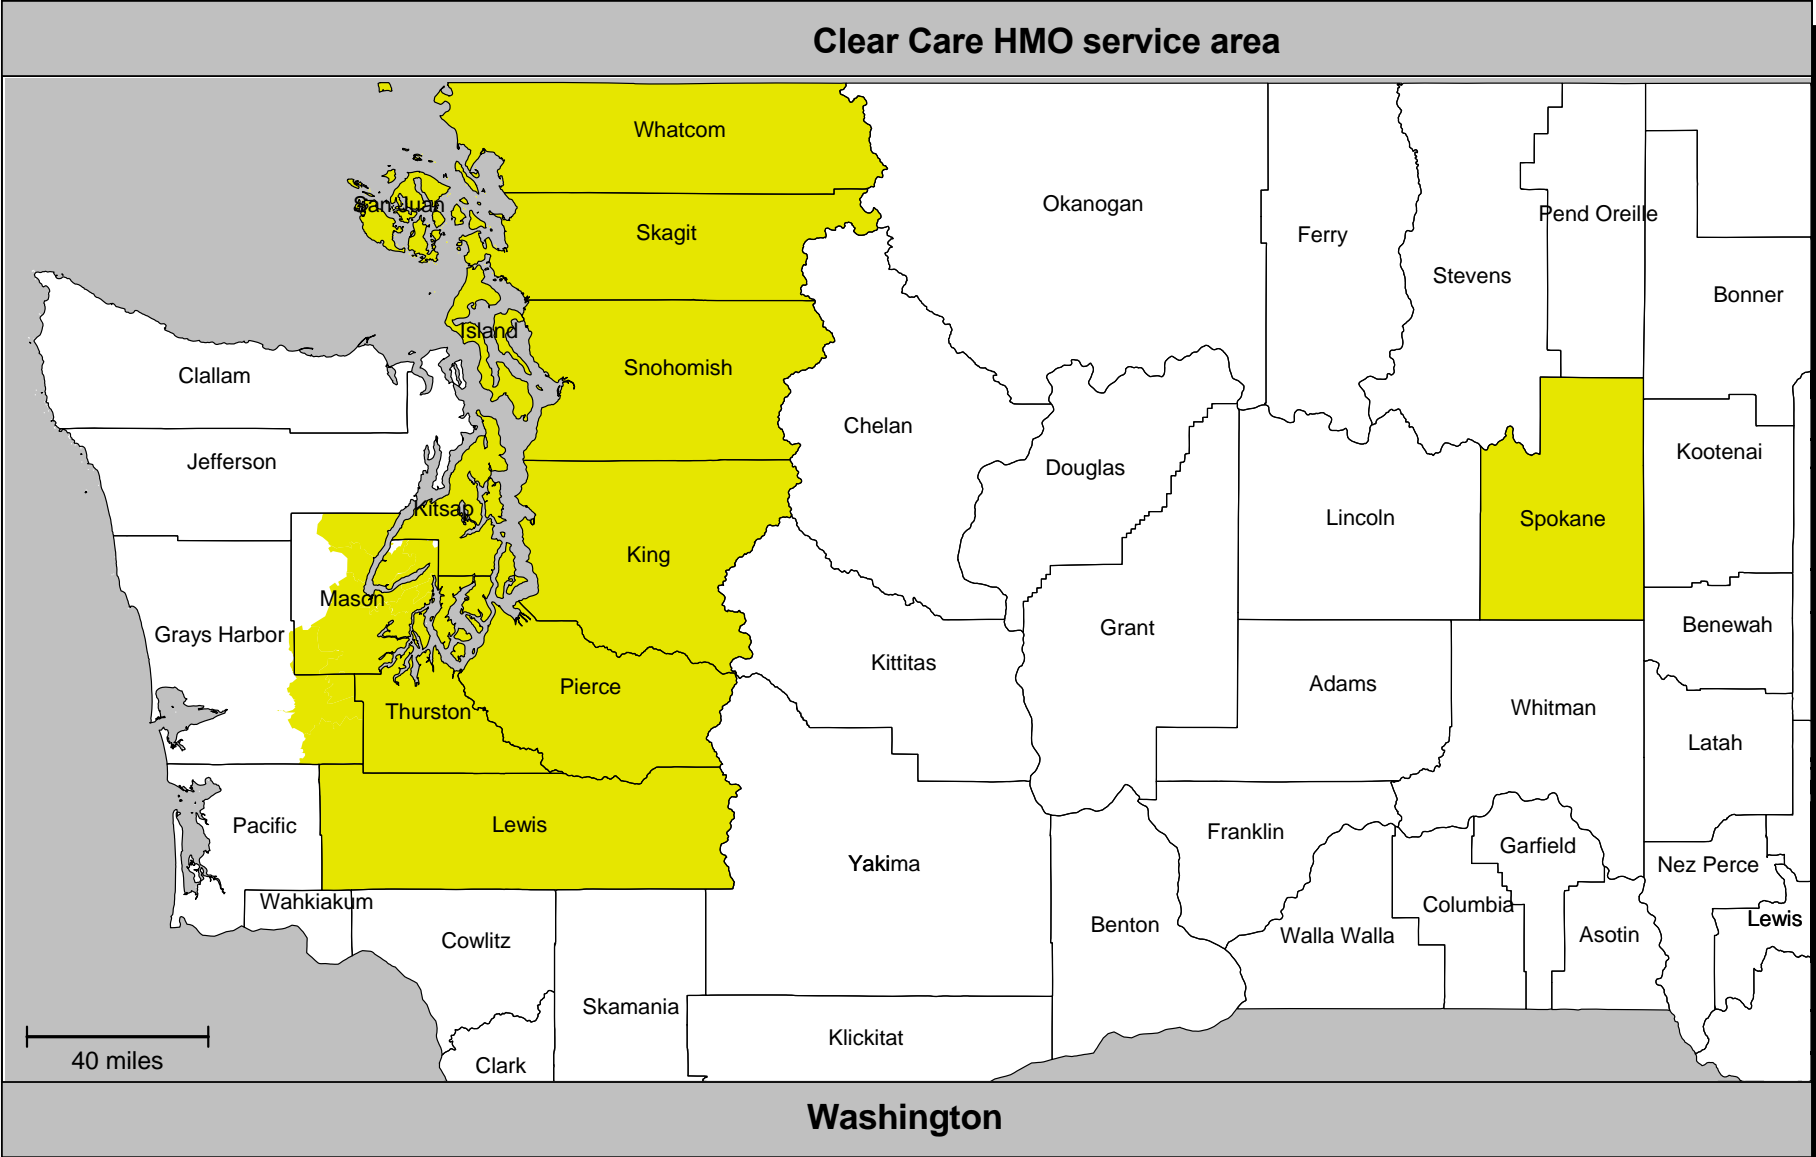 Clear Care HMO service area
Whatcom
San Juan
Okanogan
Pend Oreille
Skagit
Ferry
Stevens
Bonner
Island
Snohomish
Clallam
Chelan
Kootenai
Jefferson
Douglas
Kitsap
Lincoln
Spokane
King
Mason
Benewah
Grays Harbor
Grant
Kittitas
Adams
Pierce
Whitman
Thurston
Latah
Lewis
Pacific
Franklin
Garfield
Yakima
Nez Perce
Wahkiakum
Columbia
Lewis
Benton
Walla Walla
Asotin
Cowlitz
Skamania
Klickitat
40 miles
Clark
Washington